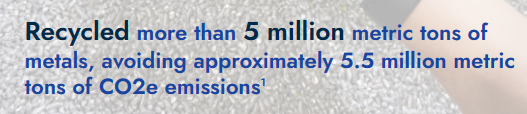 Recycled more than 5 million metric tons of
metals, avoiding approximately 5.5 million metric
tons of CO2e emissions¹